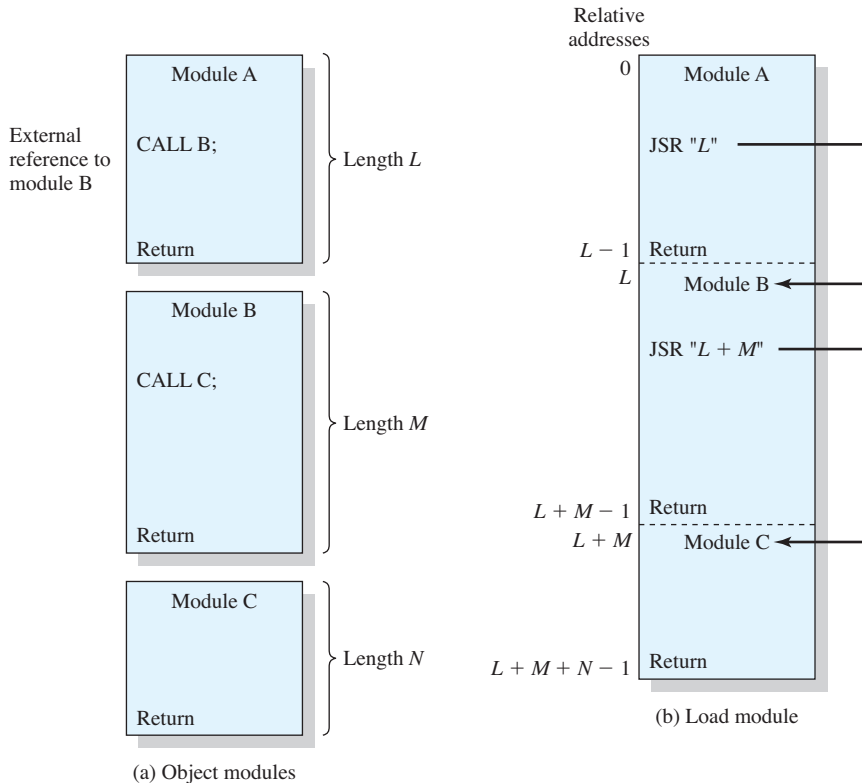 External
reference to
module B
Module A
CALL B;
Return
Length L
Module B
CALL C;
Return
Length M
Module C
Return
Length N
(a) Object modules
Relative
addresses
0
Module A
JSR "L"
L − 1
Return
L
Module B
JSR "L + M"
L + M − 1
Return
L + M
Module C
L + M + N − 1
Return
(b) Load module